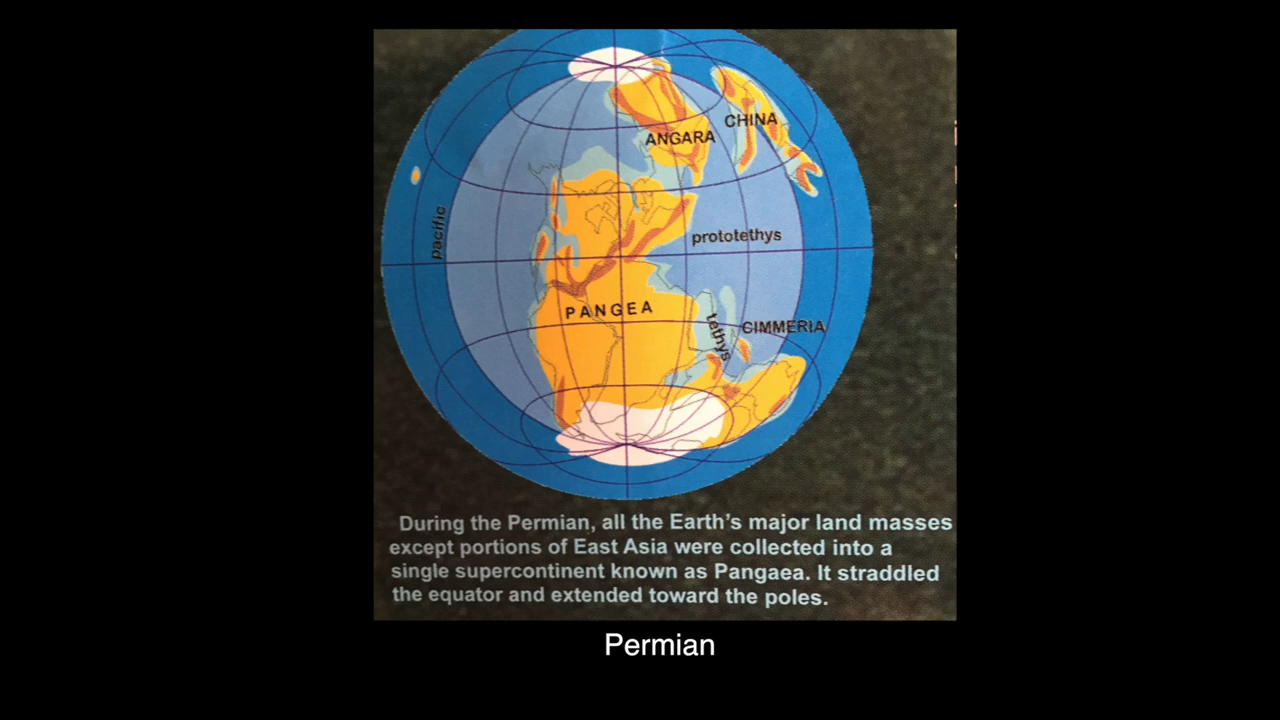 CHINA
ANGARA
pacific
prototethys
PANGEA
tethys
CIMMERIA
During the Permian, all the Earth's major land masses
except portions of East Asia were collected into a
single supercontinent known as Pangaea. It straddled
the equator and extended toward the poles.
Permian